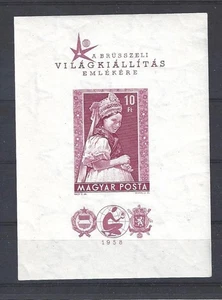 A BRÜSSZELI
VILÁGKIÁLLÍTÁS
EMLÉKÉRE
10
Ft
MAGYAR POSTA
1958